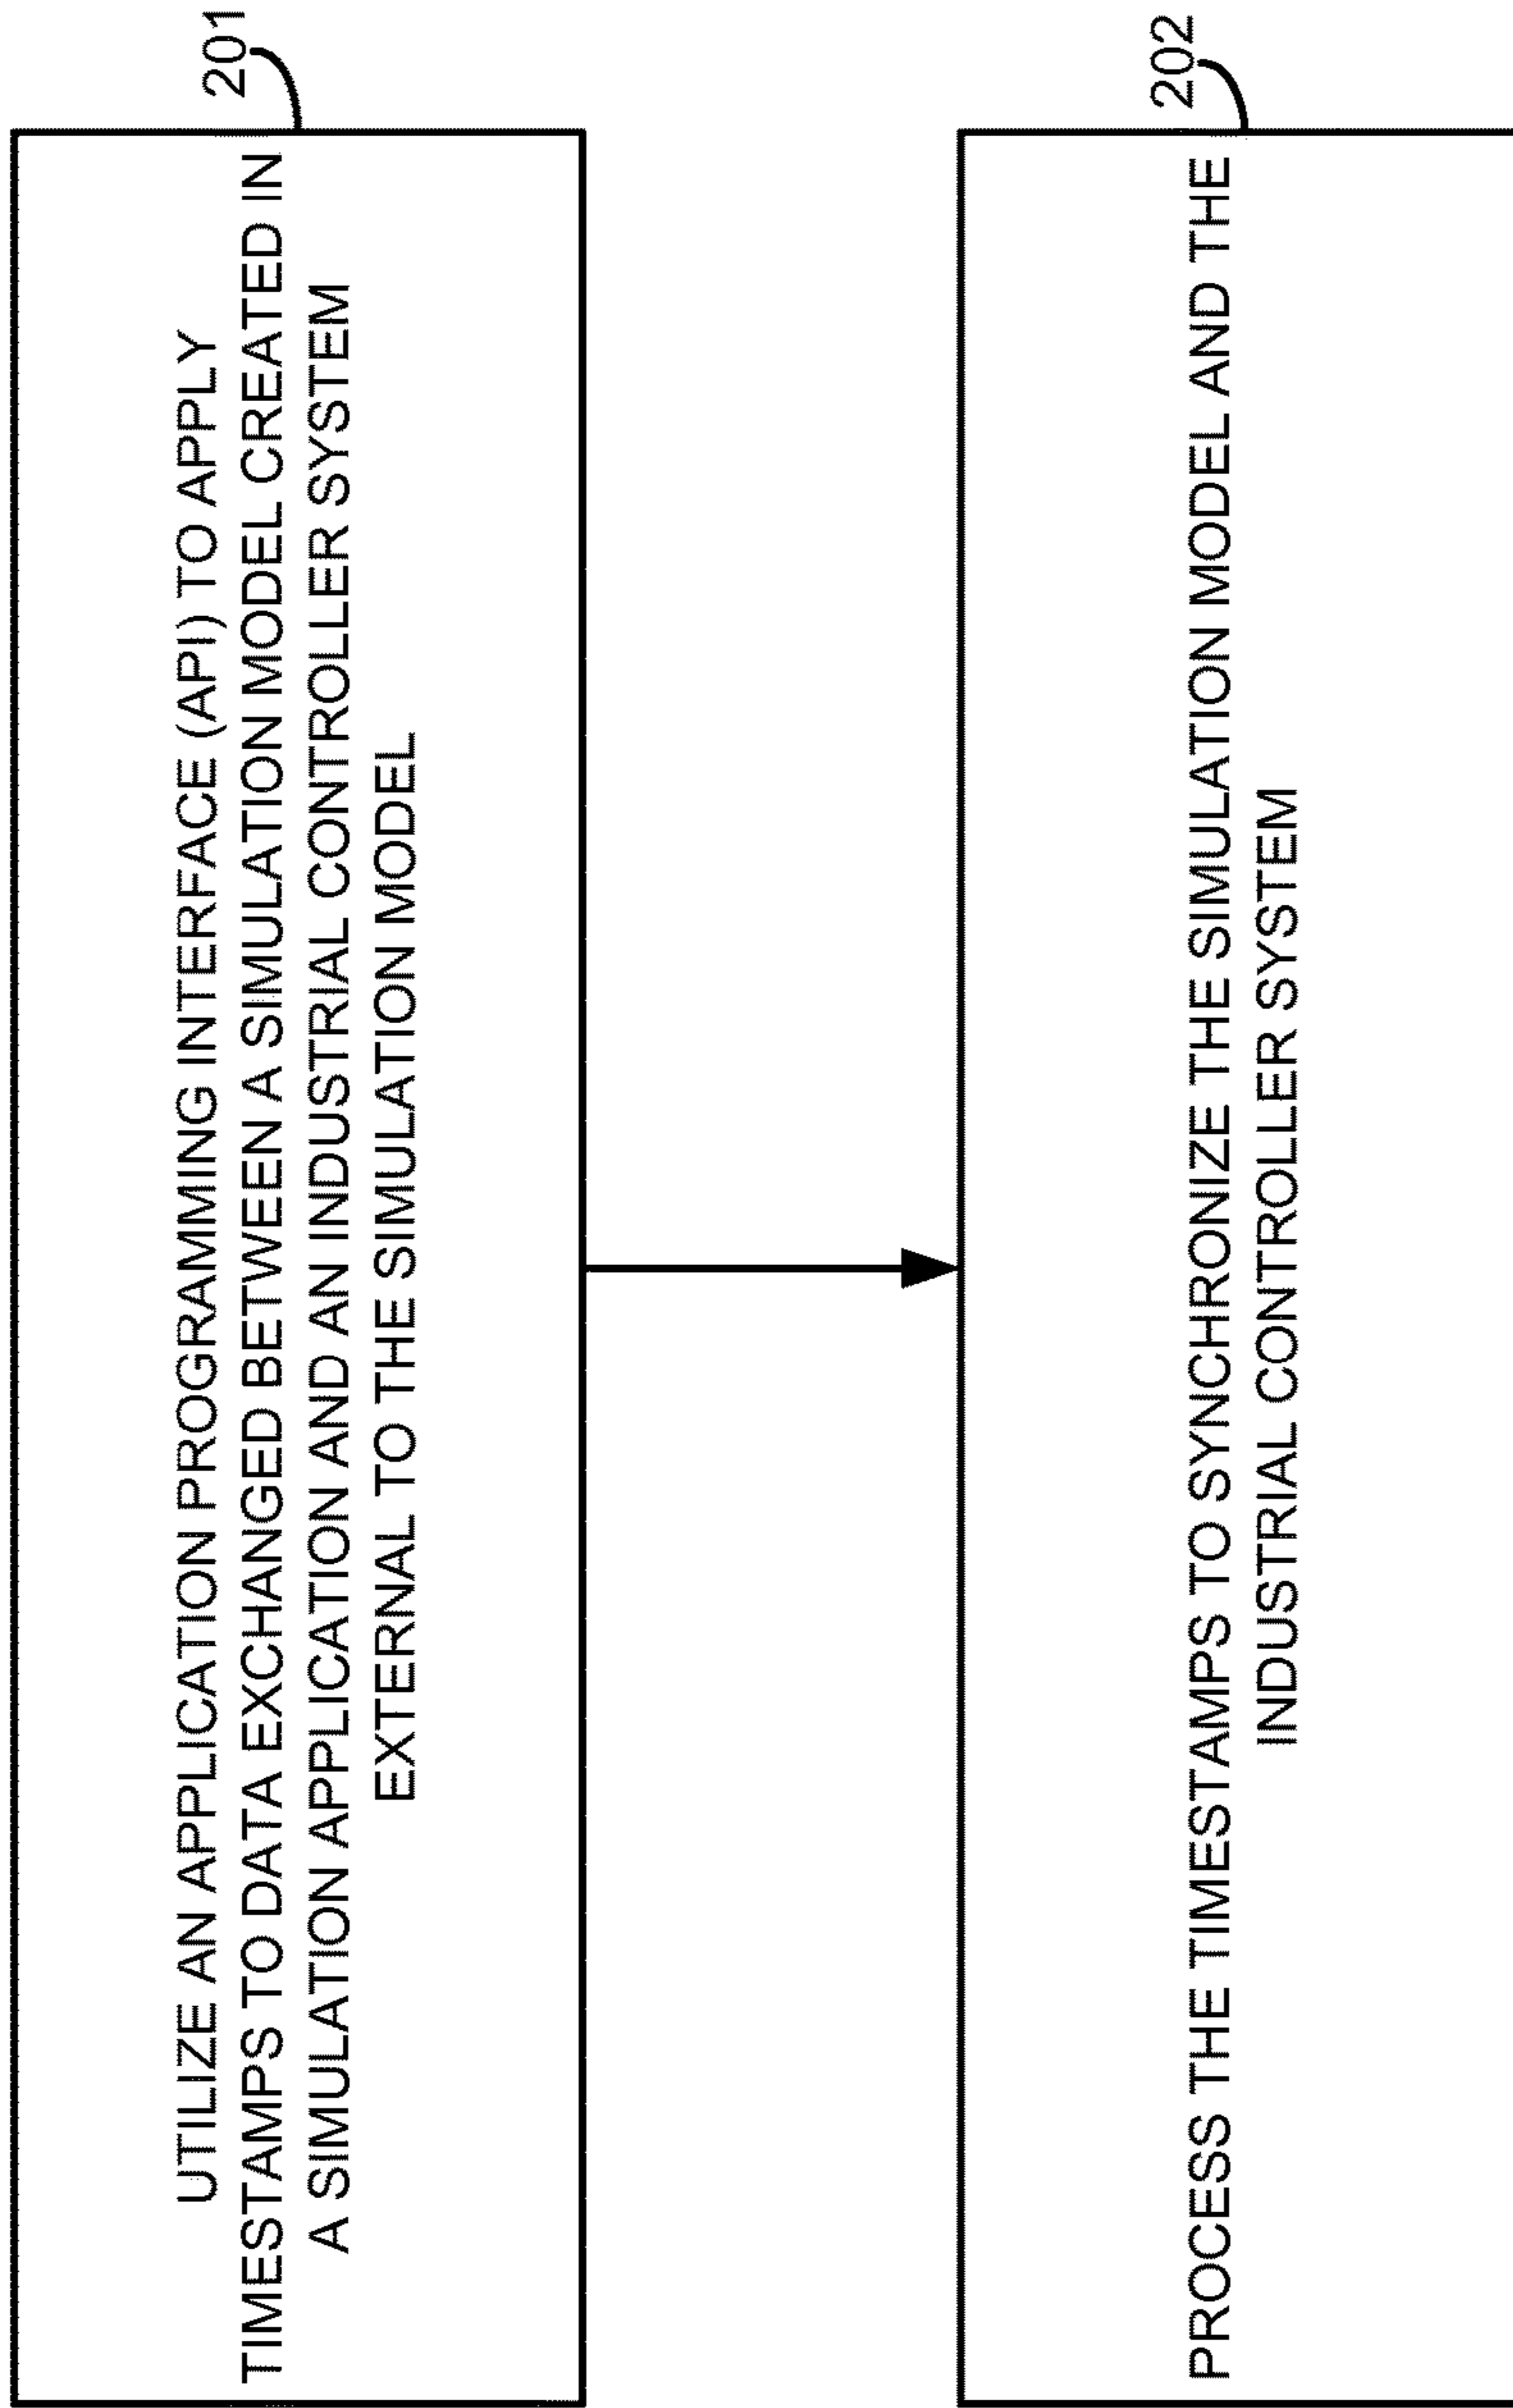 UTILIZE AN APPLICATION PROGRAMMING INTERFACE (API) TO APPLY
TIMESTAMPS TO DATA EXCHANGED BETWEEN A SIMULATION MODEL CREATED IN
A SIMULATION APPLICATION AND AN INDUSTRIAL CONTROLLER SYSTEM
EXTERNAL TO THE SIMULATION MODEL
201
PROCESS THE TIMESTAMPS TO SYNCHRONIZE THE SIMULATION MODEL AND THE
INDUSTRIAL CONTROLLER SYSTEM
202